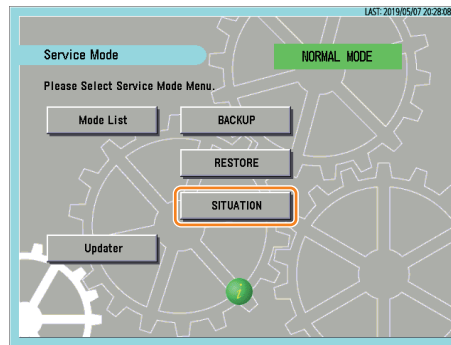 LAST: 2019/05/07 20:28:08
Service Mode
NORMAL MODE
Please Select Service Mode Menu.
Mode List
BACKUP
RESTORE
SITUATION
Updater
i